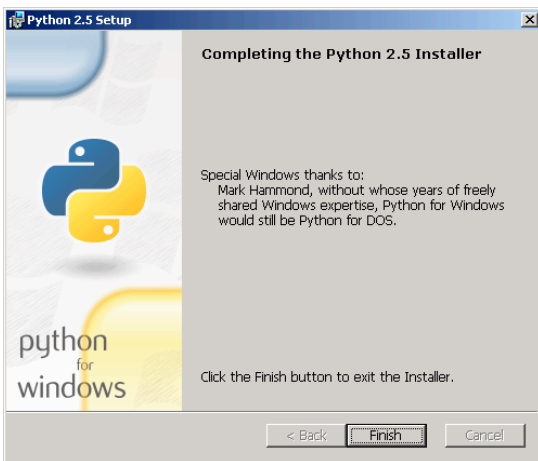 Python 2.5 Setup
Completing the Python 2.5 Installer
Special Windows thanks to:
Mark Hammond, without whose years of freely
shared Windows expertise, Python for Windows
would still be Python for DOS.
python
for
windows
Click the Finish button to exit the Installer.
< Back
Finish
Cancel